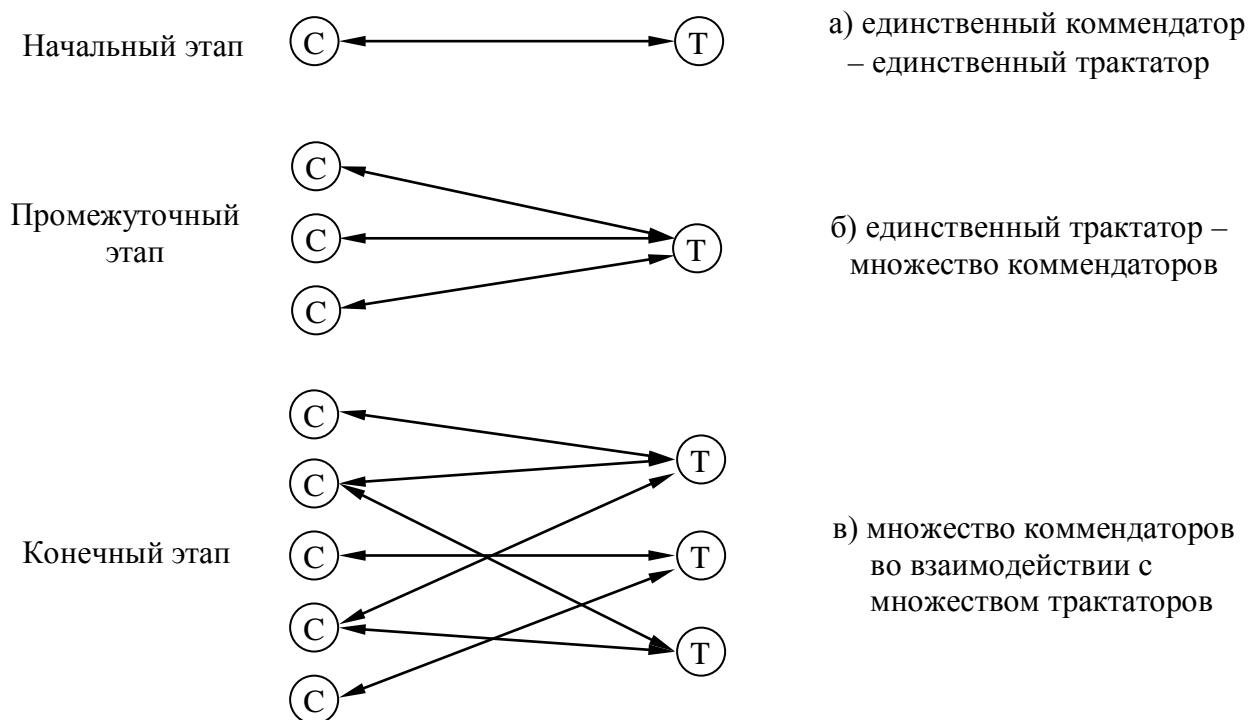 Начальный этап
С
Т
а) единственный коммендатор
– единственный трактатор
С
Промежуточный
этап
С
Т
б) единственный трактатор –
множество коммендаторов
С
С
Т
С
Конечный этап
С
Т
в) множество коммендаторов
во взаимодействии с
множеством трактаторов
С
Т
С